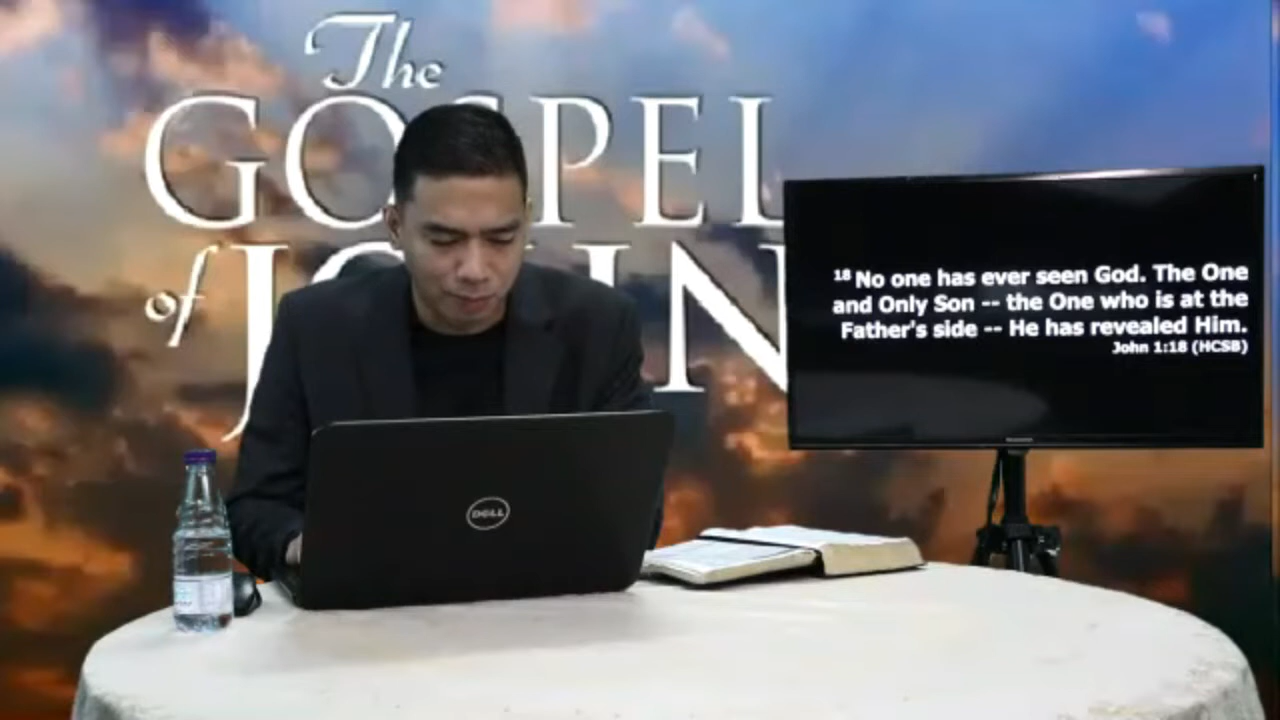 The
GOSPEL
of JOHN
18 No one has ever seen God. The One
and Only Son -- the One who is at the
Father's side -- He has revealed Him.
John 1:18 (HCSB)
DELL